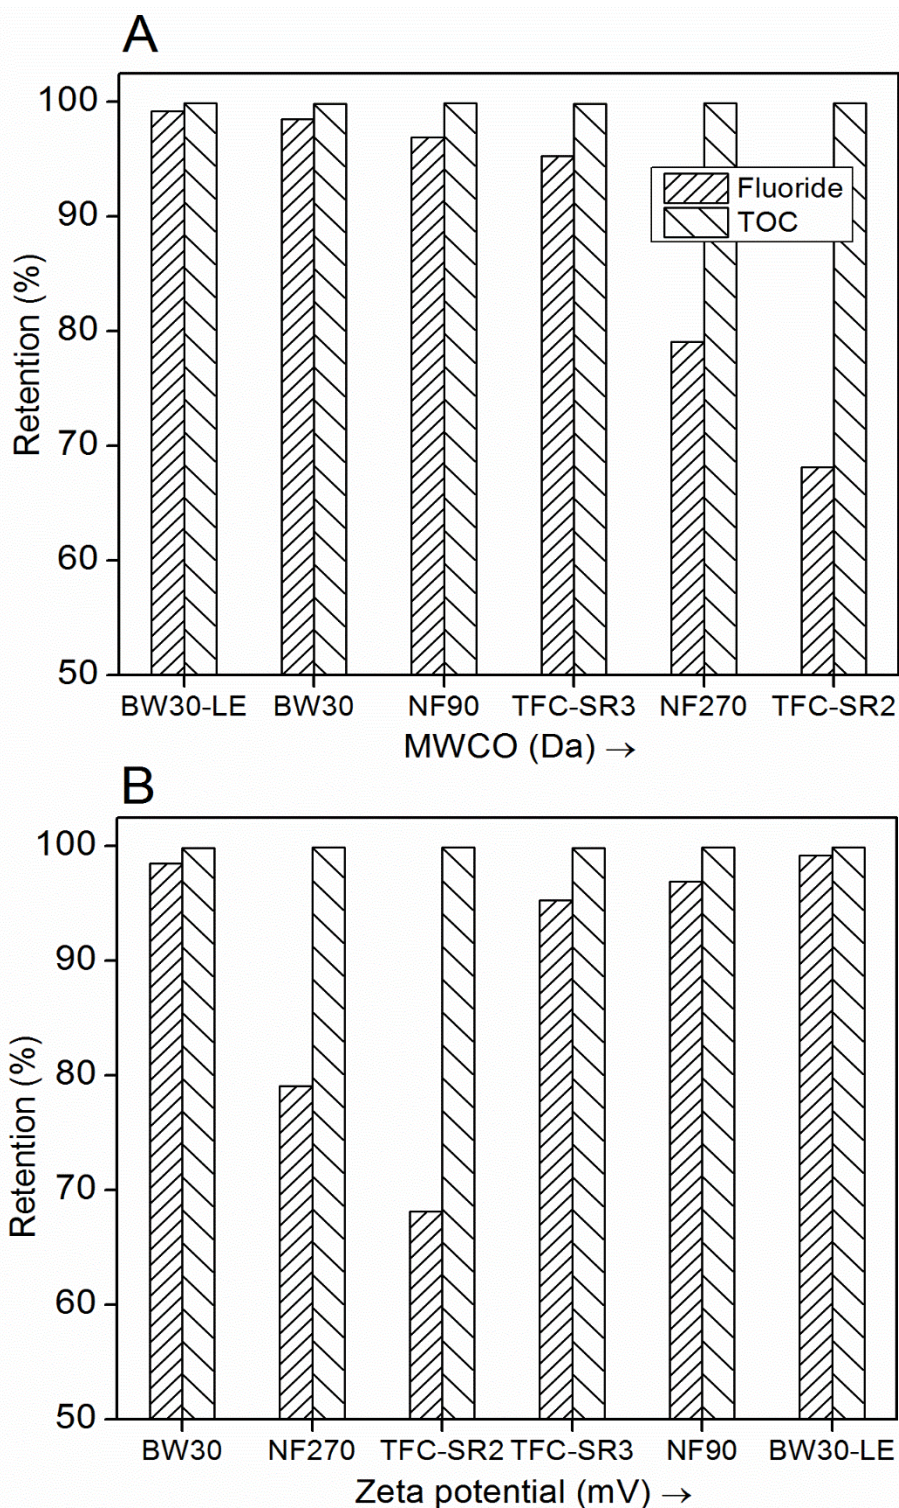 A
100
90
80
70
60
50
Retention (%)
Fluoride
TOC
BW30-LE BW30 NF90 TFC-SR3 NF270 TFC-SR2
MWCO (Da) →
B
100
90
80
70
60
50
Retention (%)
BW30 NF270 TFC-SR2 TFC-SR3 NF90 BW30-LE
Zeta potential (mV) →